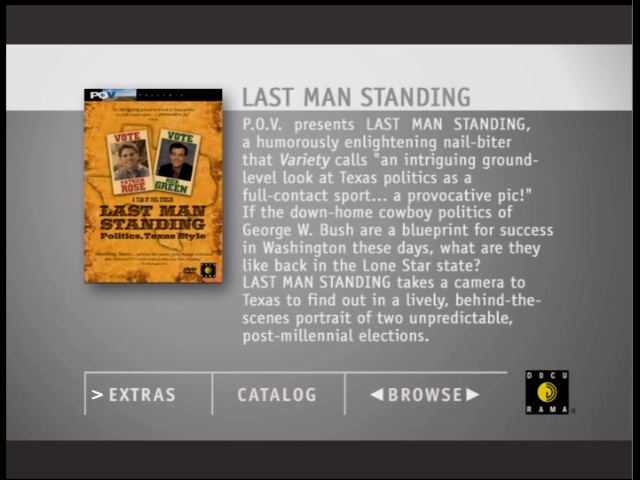 POV PRESENTS
VOTE
PATRICK
ROSE
VOTE
RICK
GREEN
A FILM BY PAUL STEKLER
LAST MAN
STANDING
Politics, Texas Style
DVD
LAST MAN STANDING
P.O.V. presents LAST MAN STANDING,
a humorously enlightening nail-biter
that Variety calls "an intriguing ground-
level look at Texas politics as a
full-contact sport... a provocative pic!"
If the down-home cowboy politics of
George W. Bush are a blueprint for success
in Washington these days, what are they
like back in the Lone Star state?
LAST MAN STANDING takes a camera to
Texas to find out in a lively, behind-the-
scenes portrait of two unpredictable,
post-millennial elections.
>EXTRAS
CATALOG
◀BROWSE▶
DOCU
RAMA®